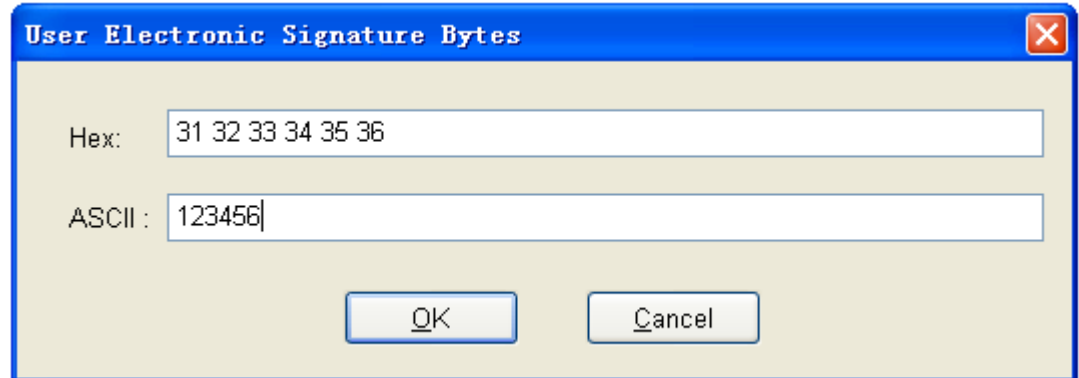 User Electronic Signature Bytes
Hex: 31 32 33 34 35 36
ASCII : 123456
OK Cancel